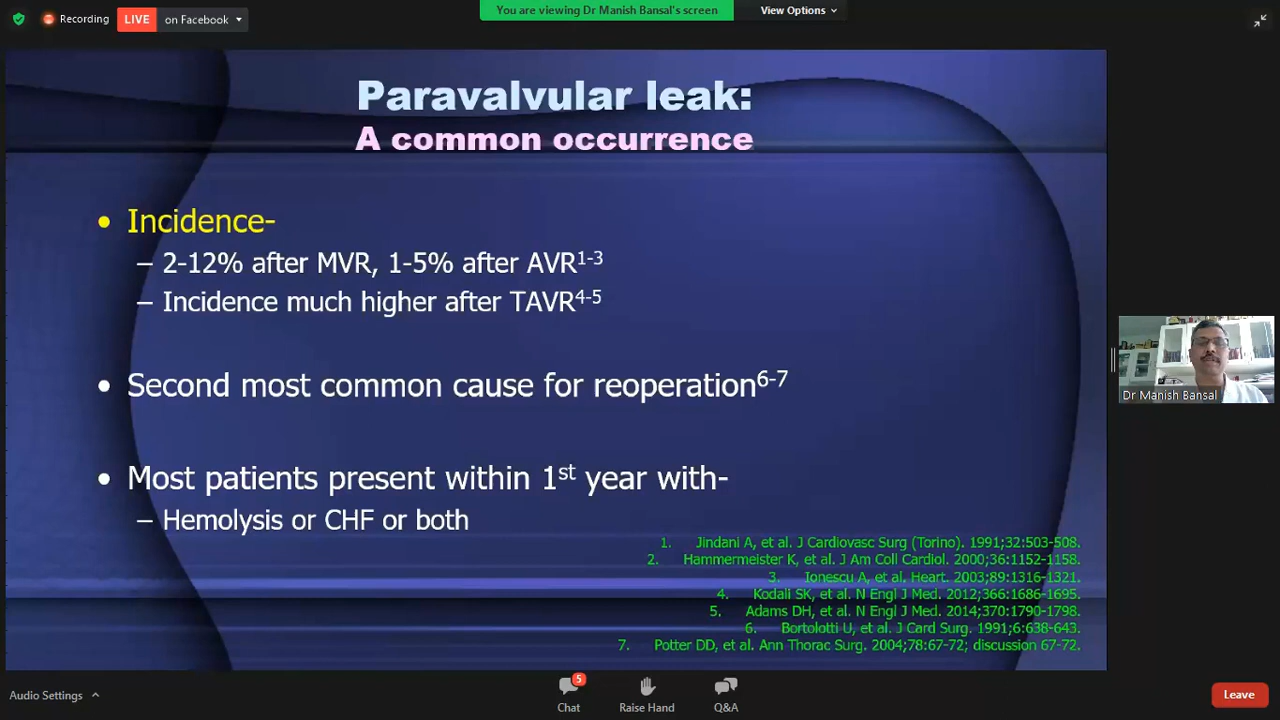 Recording
LIVE
on Facebook
You are viewing Dr Manish Bansal's screen
View Options
Paravalvular leak:
A common occurrence
• Incidence-
– 2-12% after MVR, 1-5% after AVR1-3
– Incidence much higher after TAVR4-5
• Second most common cause for reoperation6-7
• Most patients present within 1st year with-
– Hemolysis or CHF or both
1. Jindani A, et al. J Cardiovasc Surg (Torino). 1991;32:503-508.
2. Hammermeister K, et al. J Am Coll Cardiol. 2000;36:1152-1158.
3. Ionescu A, et al. Heart. 2003;89:1316-1321.
4. Kodali SK, et al. N Engl J Med. 2012;366:1686-1695.
5. Adams DH, et al. N Engl J Med. 2014;370:1790-1798.
6. Bortolotti U, et al. J Card Surg. 1991;6:638-643.
7. Potter DD, et al. Ann Thorac Surg. 2004;78:67-72; discussion 67-72.
Dr Manish Bansal
Audio Settings
5
Chat
Raise Hand
Q&A
Leave